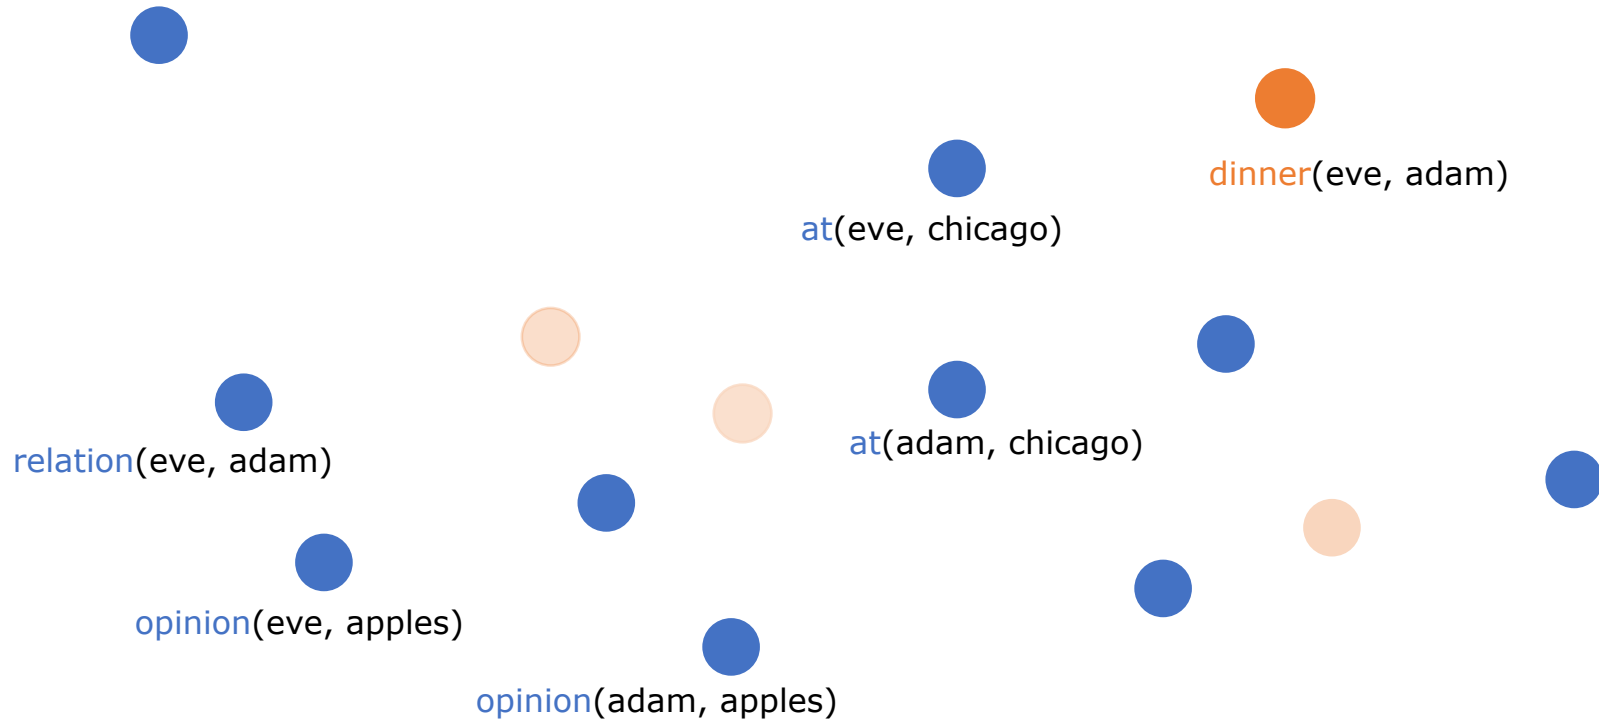 dinner(eve, adam)
at(eve, chicago)
at(adam, chicago)
relation(eve, adam)
opinion(eve, apples)
opinion(adam, apples)